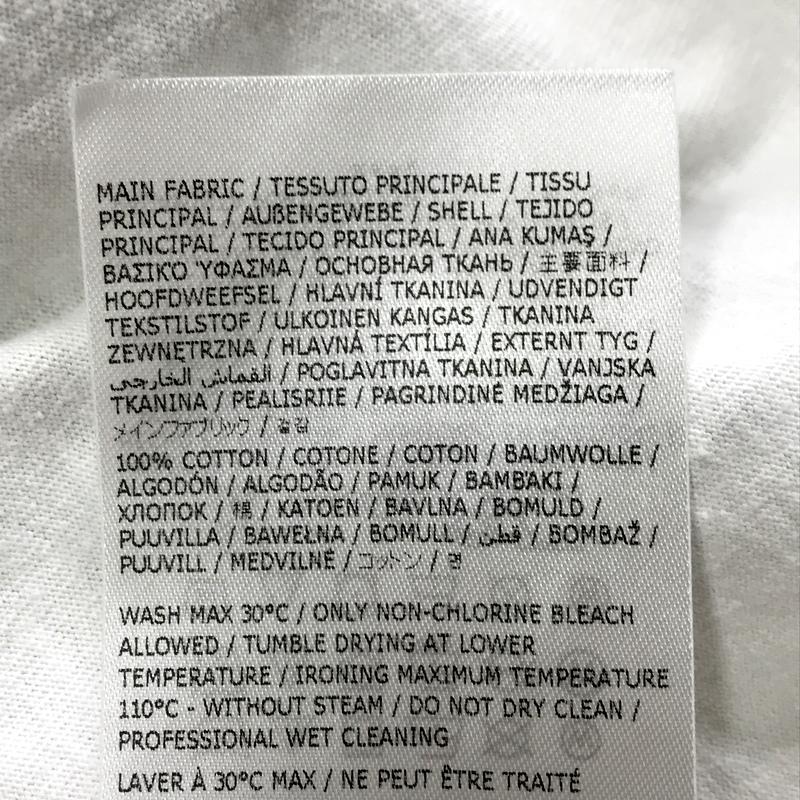 MAIN FABRIC / TESSUTO PRINCIPALE / TISSU
PRINCIPAL / AUßENGEWEBE / SHELL / TEJIDO
PRINCIPAL / TECIDO PRINCIPAL / ANA KUMAŞ /
ΒΑΣΙΚΌ ΎΦΑΣΜΑ / ОСНОВНАЯ ТКАНЬ / 主要面料 /
HOOFDWEEFSEL / HLAVNÍ TKANINA / UDVENDIGT
TEKSTILSTOF / ULKOINEN KANGAS / TKANINA
ZEWNĘTRZNA / HLAVNÁ TEXTÍLIA / EXTERNT TYG /
القماش الخارجي / POGLAVITNA TKANINA / VANJSKA
TKANINA / PEALISRIIE / PAGRINDINĖ MEDŽIAGA /
メインファブリック / 겉감
100% COTTON / COTONE / COTON / BAUMWOLLE /
ALGODÓN / ALGODÃO / PAMUK / ΒΑΜΒΆΚΙ /
ХЛОПОК / 棉 / KATOEN / BAVLNA / BOMULD /
PUUVILLA / BAWEŁNA / BOMULL / قطن / BOMBAŽ /
PUUVILL / MEDVILNĖ / コットン / 면
WASH MAX 30°C / ONLY NON-CHLORINE BLEACH
ALLOWED / TUMBLE DRYING AT LOWER
TEMPERATURE / IRONING MAXIMUM TEMPERATURE
110°C - WITHOUT STEAM / DO NOT DRY CLEAN /
PROFESSIONAL WET CLEANING
LAVER À 30°C MAX / NE PEUT ÊTRE TRAITÉ